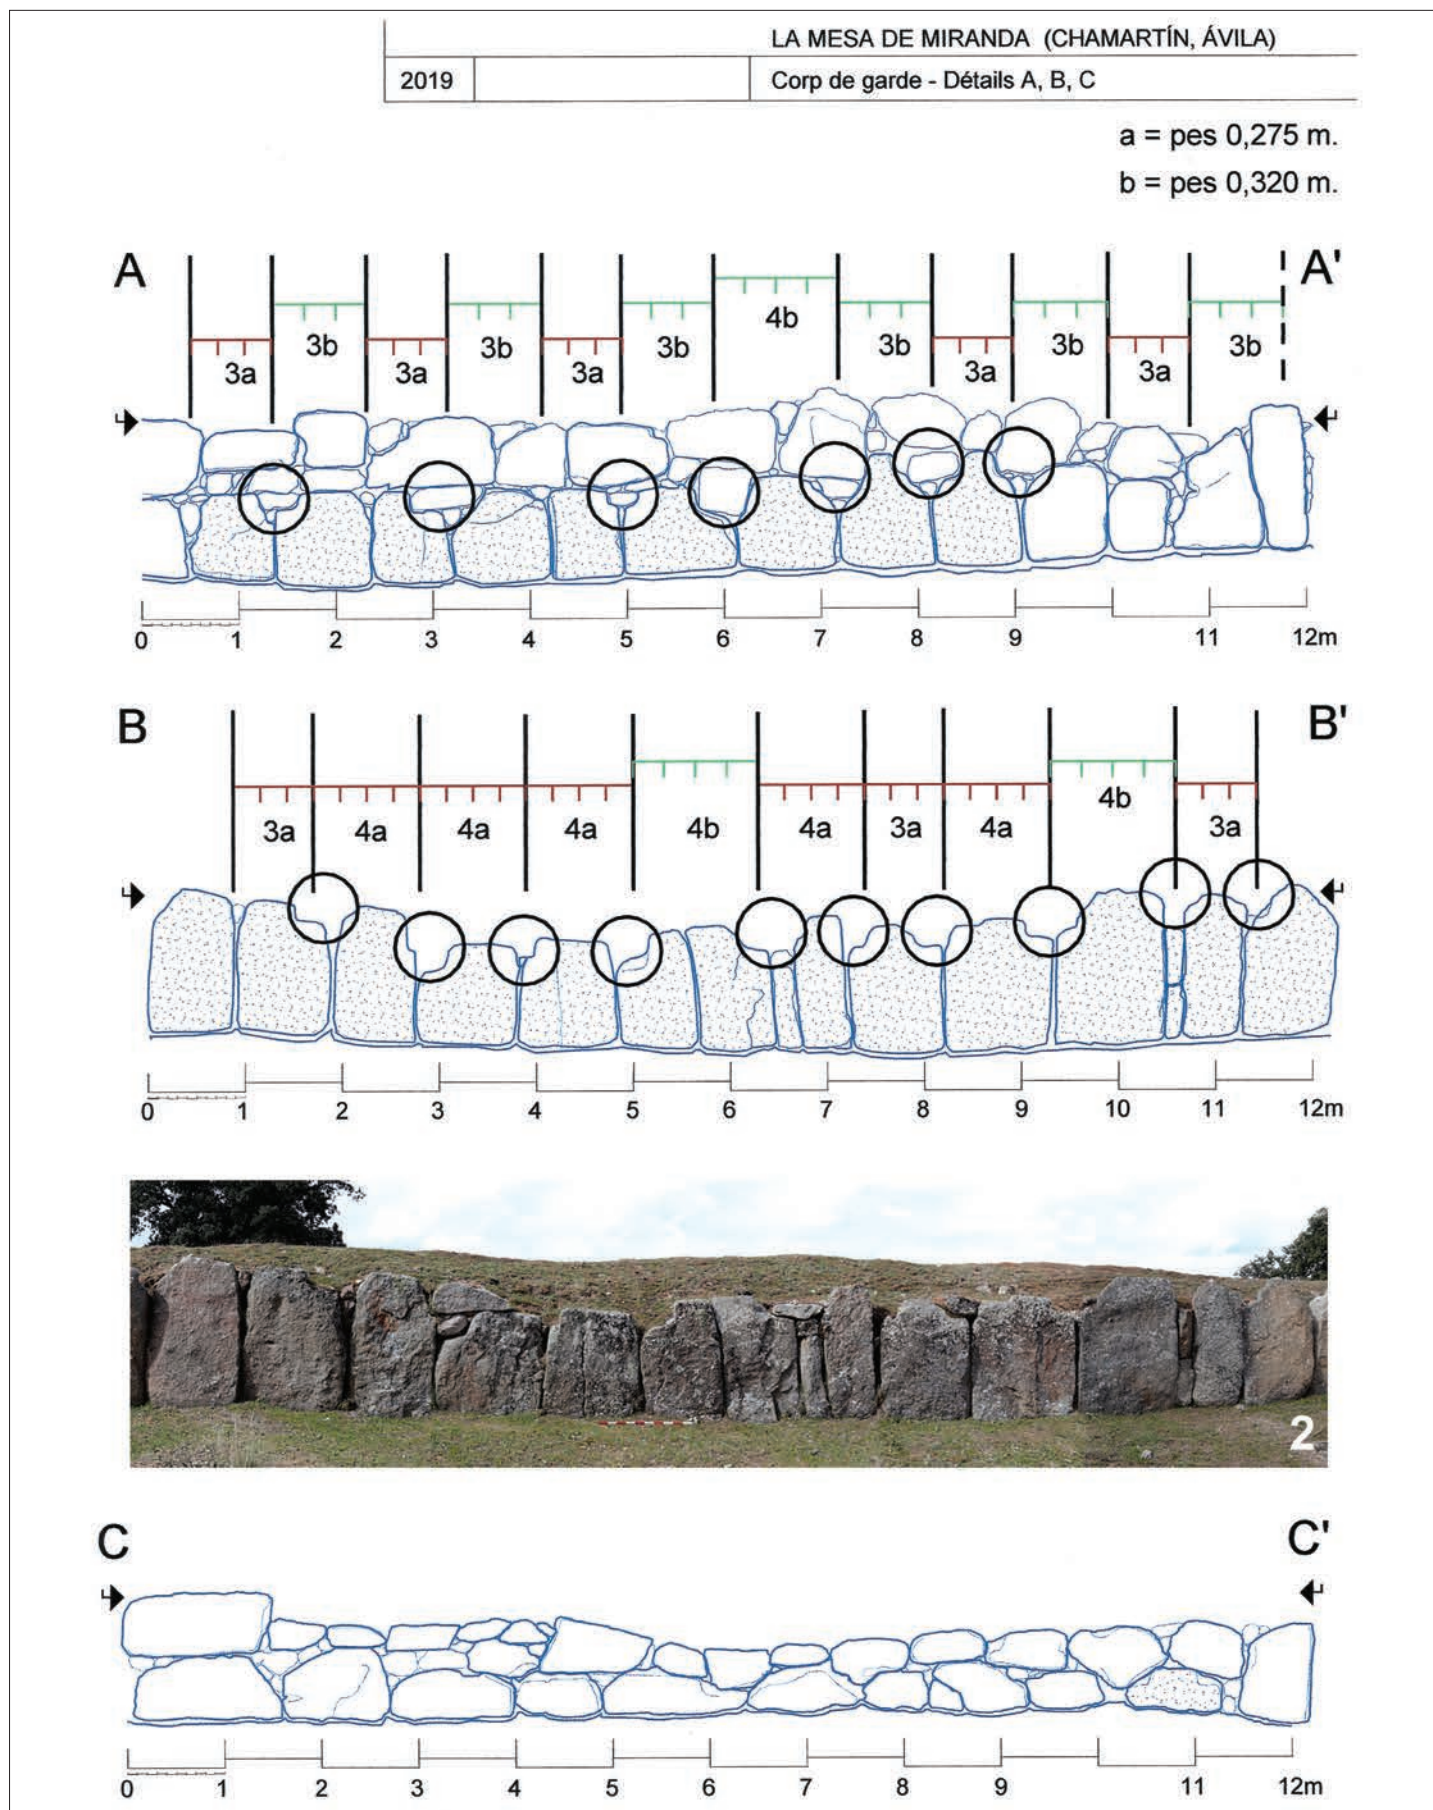 LA MESA DE MIRANDA (CHAMARTÍN, ÁVILA)
2019 Corp de garde - Détails A, B, C
a = pes 0,275 m.
b = pes 0,320 m.
A A'
4b
3b 3b 3b 3b 3b 3b
3a 3a 3a 3a 3a
0 1 2 3 4 5 6 7 8 9 11 12m
B B'
3a 4a 4a 4a 4b 4a 3a 4a 4b 3a
0 1 2 3 4 5 6 7 8 9 10 11 12m
2
C C'
0 1 2 3 4 5 6 7 8 9 11 12m